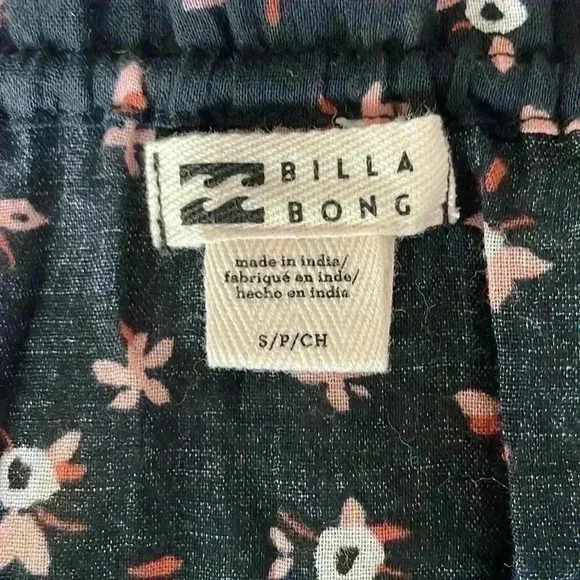 BILLA
BONG
made in india/
fabriqué en inde/
hecho en india
S/P/CH